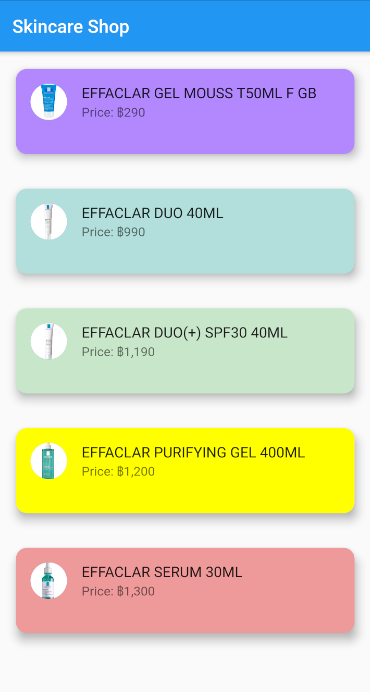 Skincare Shop
EFFACLAR GEL MOUSS T50ML F GB
Price: ฿290
EFFACLAR DUO 40ML
Price: ฿990
EFFACLAR DUO(+) SPF30 40ML
Price: ฿1,190
EFFACLAR PURIFYING GEL 400ML
Price: ฿1,200
EFFACLAR SERUM 30ML
Price: ฿1,300